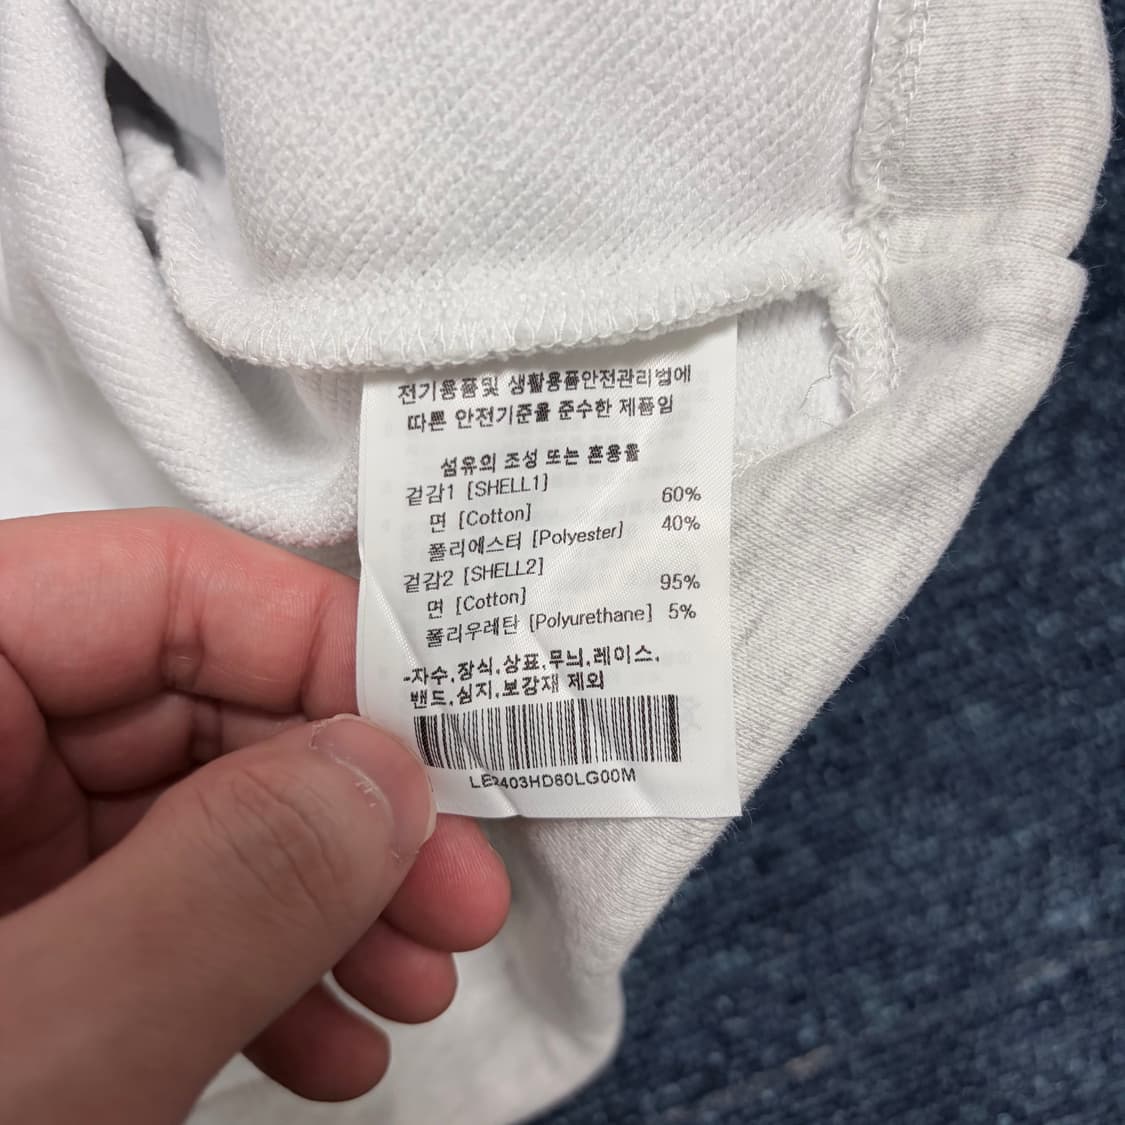 전기용품및 생활용품안전관리법에
따른 안전기준을 준수한 제품임
섬유의 조성 또는 혼용율
겉감1 [SHELL1]
면 [Cotton] 60%
폴리에스터 [Polyester] 40%
겉감2 [SHELL2]
면 [Cotton] 95%
폴리우레탄 [Polyurethane] 5%
-자수,장식,상표,무늬,레이스,
밴드,심지,보강재 제외
LE2403HD60LG00M